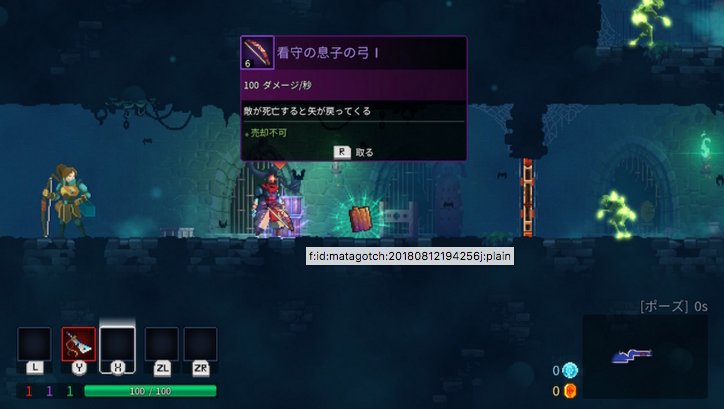 看守の息子の弓 I
6
100 ダメージ/秒
敵が死亡すると矢が戻ってくる
売却不可
R 取る
f:id:matagotch:20180812194256j:plain
[ポーズ] 0s
L Y X ZL ZR
1 1 1 100 / 100
0
0